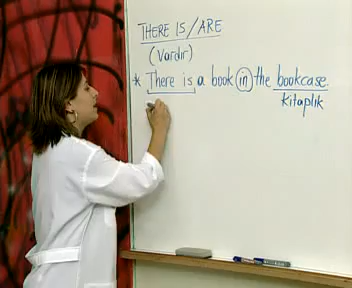 THERE IS/ARE
(Vardır)
* There is a book in the bookcase.
kitaplık